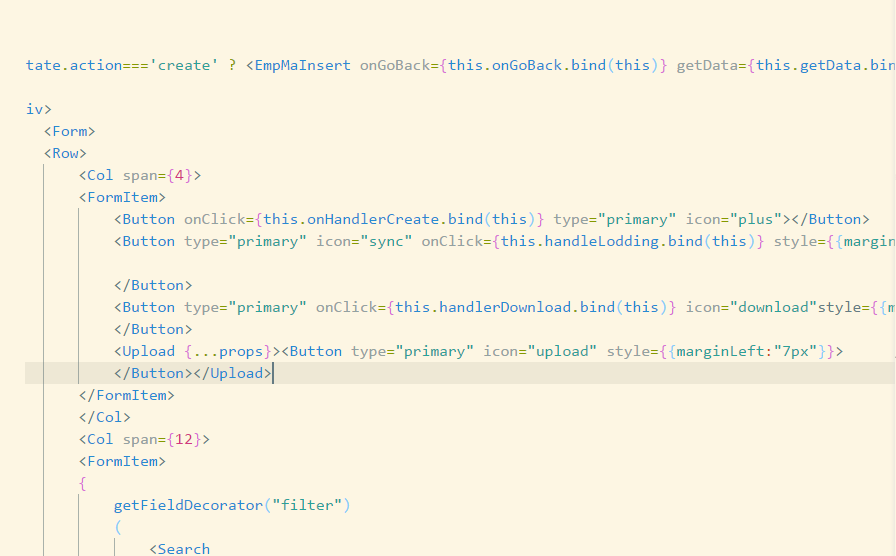 tate.action==='create' ? <EmpMaInsert onGoBack={this.onGoBack.bind(this)} getData={this.getData.bin
iv>
<Form>
<Row>
<Col span={4}>
<FormItem>
<Button onClick={this.onHandlerCreate.bind(this)} type="primary" icon="plus"></Button>
<Button type="primary" icon="sync" onClick={this.handleLodding.bind(this)} style={{margin
</Button>
<Button type="primary" onClick={this.handlerDownload.bind(this)} icon="download"style={{m
</Button>
<Upload {...props}><Button type="primary" icon="upload" style={{marginLeft:"7px"}}>
</Button></Upload>
</FormItem>
</Col>
<Col span={12}>
<FormItem>
{
getFieldDecorator("filter")
(
<Search